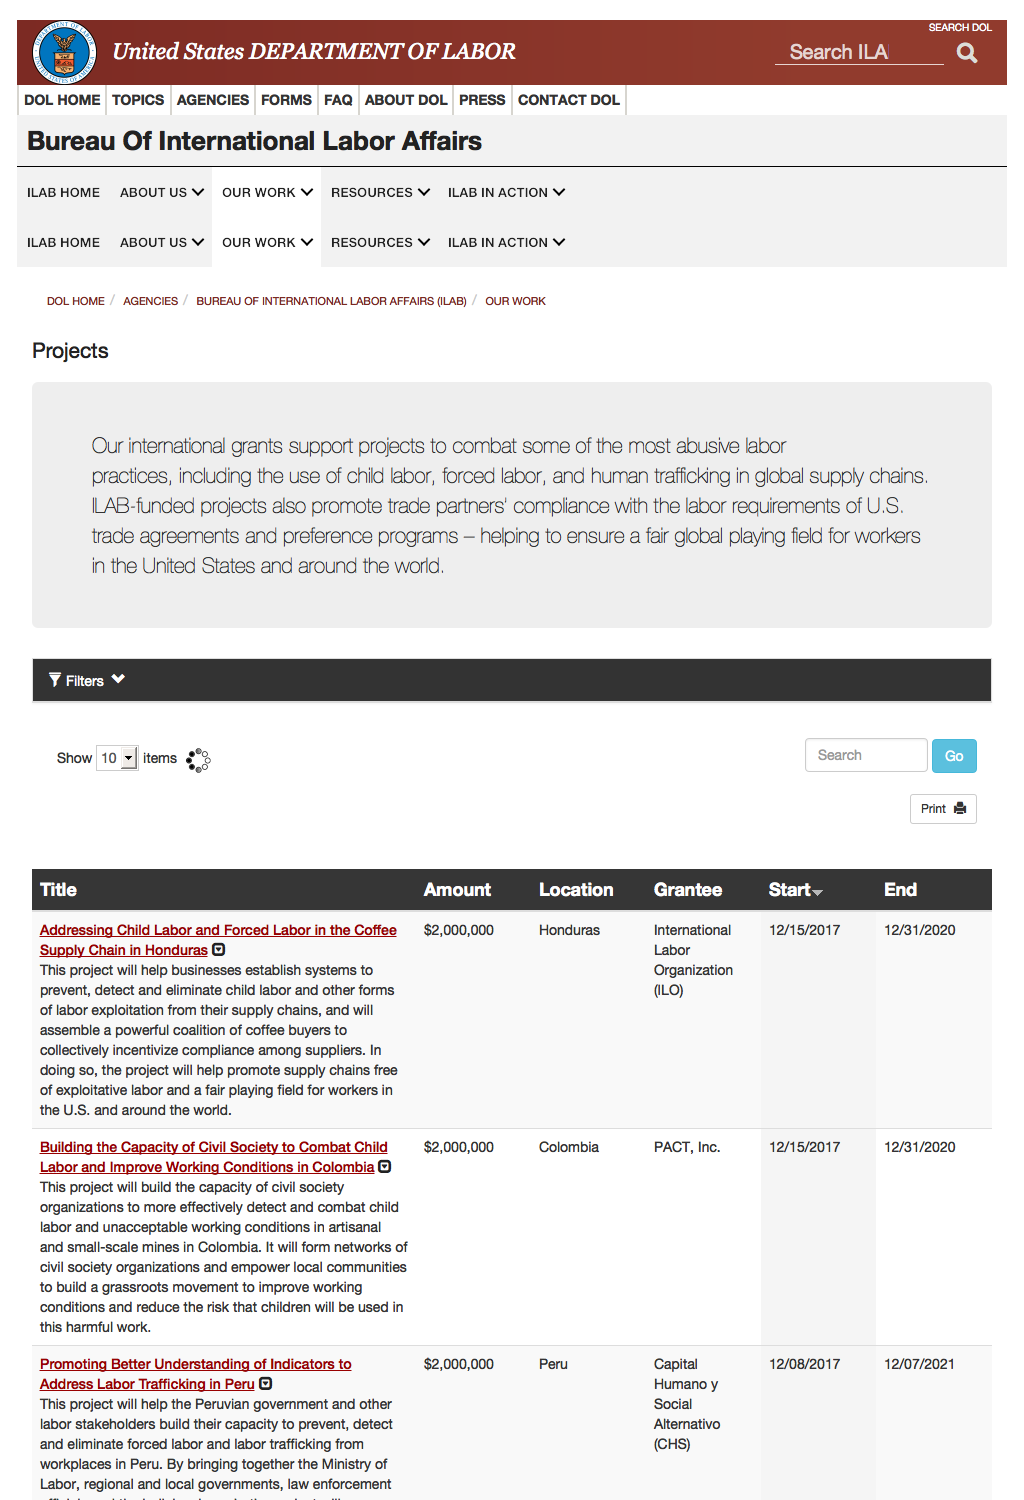 SEARCH DOL
United States DEPARTMENT OF LABOR
Search ILA
DOL HOME TOPICS AGENCIES FORMS FAQ ABOUT DOL PRESS CONTACT DOL
Bureau Of International Labor Affairs
ILAB HOME ABOUT US OUR WORK RESOURCES ILAB IN ACTION
ILAB HOME ABOUT US OUR WORK RESOURCES ILAB IN ACTION
DOL HOME / AGENCIES / BUREAU OF INTERNATIONAL LABOR AFFAIRS (ILAB) / OUR WORK
Projects
Our international grants support projects to combat some of the most abusive labor
practices, including the use of child labor, forced labor, and human trafficking in global supply chains.
ILAB-funded projects also promote trade partners' compliance with the labor requirements of U.S.
trade agreements and preference programs – helping to ensure a fair global playing field for workers
in the United States and around the world.
Filters
Show 10 items
Search Go
Print
Title Amount Location Grantee Start End
Addressing Child Labor and Forced Labor in the Coffee
Supply Chain in Honduras
This project will help businesses establish systems to
prevent, detect and eliminate child labor and other forms
of labor exploitation from their supply chains, and will
assemble a powerful coalition of coffee buyers to
collectively incentivize compliance among suppliers. In
doing so, the project will help promote supply chains free
of exploitative labor and a fair playing field for workers in
the U.S. and around the world.
$2,000,000
Honduras
International
Labor
Organization
(ILO)
12/15/2017
12/31/2020
Building the Capacity of Civil Society to Combat Child
Labor and Improve Working Conditions in Colombia
This project will build the capacity of civil society
organizations to more effectively detect and combat child
labor and unacceptable working conditions in artisanal
and small-scale mines in Colombia. It will form networks of
civil society organizations and empower local communities
to build a grassroots movement to improve working
conditions and reduce the risk that children will be used in
this harmful work.
$2,000,000
Colombia
PACT, Inc.
12/15/2017
12/31/2020
Promoting Better Understanding of Indicators to
Address Labor Trafficking in Peru
This project will help the Peruvian government and other
labor stakeholders build their capacity to prevent, detect
and eliminate forced labor and labor trafficking from
workplaces in Peru. By bringing together the Ministry of
Labor, regional and local governments, law enforcement
$2,000,000
Peru
Capital
Humano y
Social
Alternativo
(CHS)
12/08/2017
12/07/2021